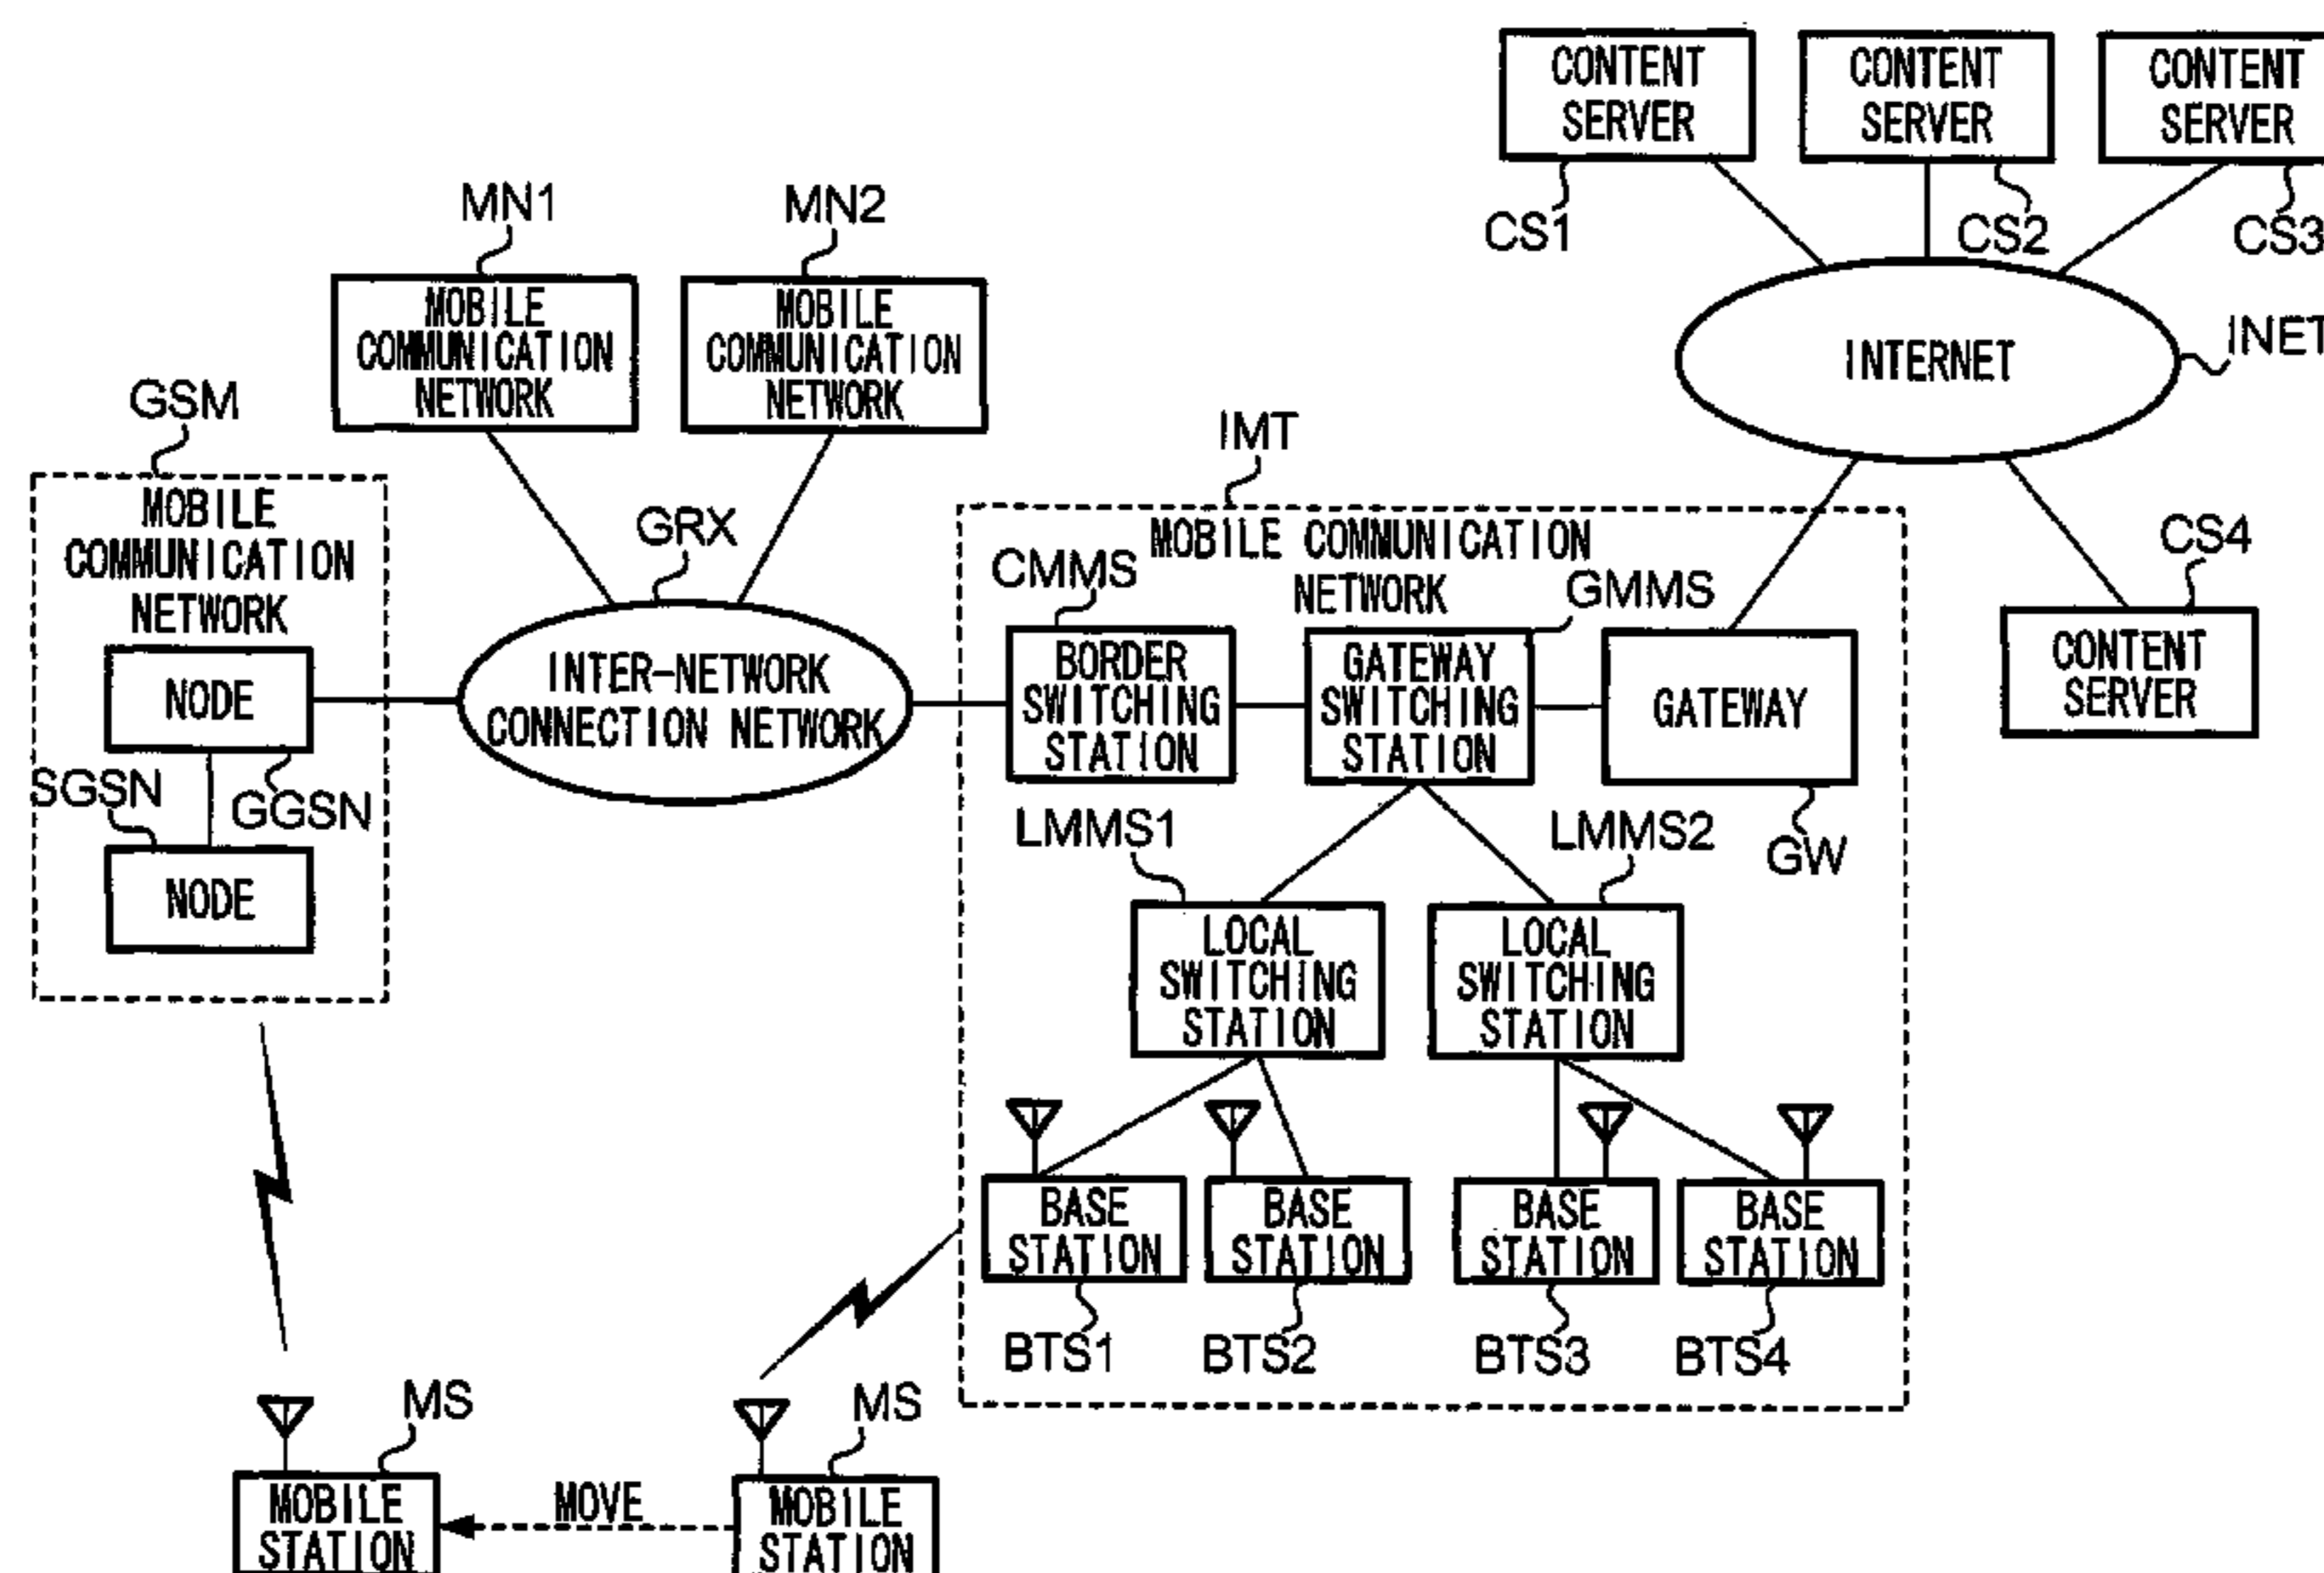 CONTENT
SERVER
CONTENT
SERVER
CONTENT
SERVER
CS1
CS2
CS3
MN1
MN2
MOBILE
COMMUNICATION
NETWORK
MOBILE
COMMUNICATION
NETWORK
INTERNET
INET
GSM
MOBILE
COMMUNICATION
NETWORK
NODE
SGSN
GGSN
NODE
GRX
INTER-NETWORK
CONNECTION NETWORK
IMT
MOBILE COMMUNICATION
NETWORK
CMMS
BORDER
SWITCHING
STATION
GMMS
GATEWAY
SWITCHING
STATION
GATEWAY
GW
CS4
CONTENT
SERVER
LMMS1
LOCAL
SWITCHING
STATION
LMMS2
LOCAL
SWITCHING
STATION
BASE
STATION
BASE
STATION
BASE
STATION
BASE
STATION
BTS1
BTS2
BTS3
BTS4
MS
MOBILE
STATION
MOVE
MS
MOBILE
STATION